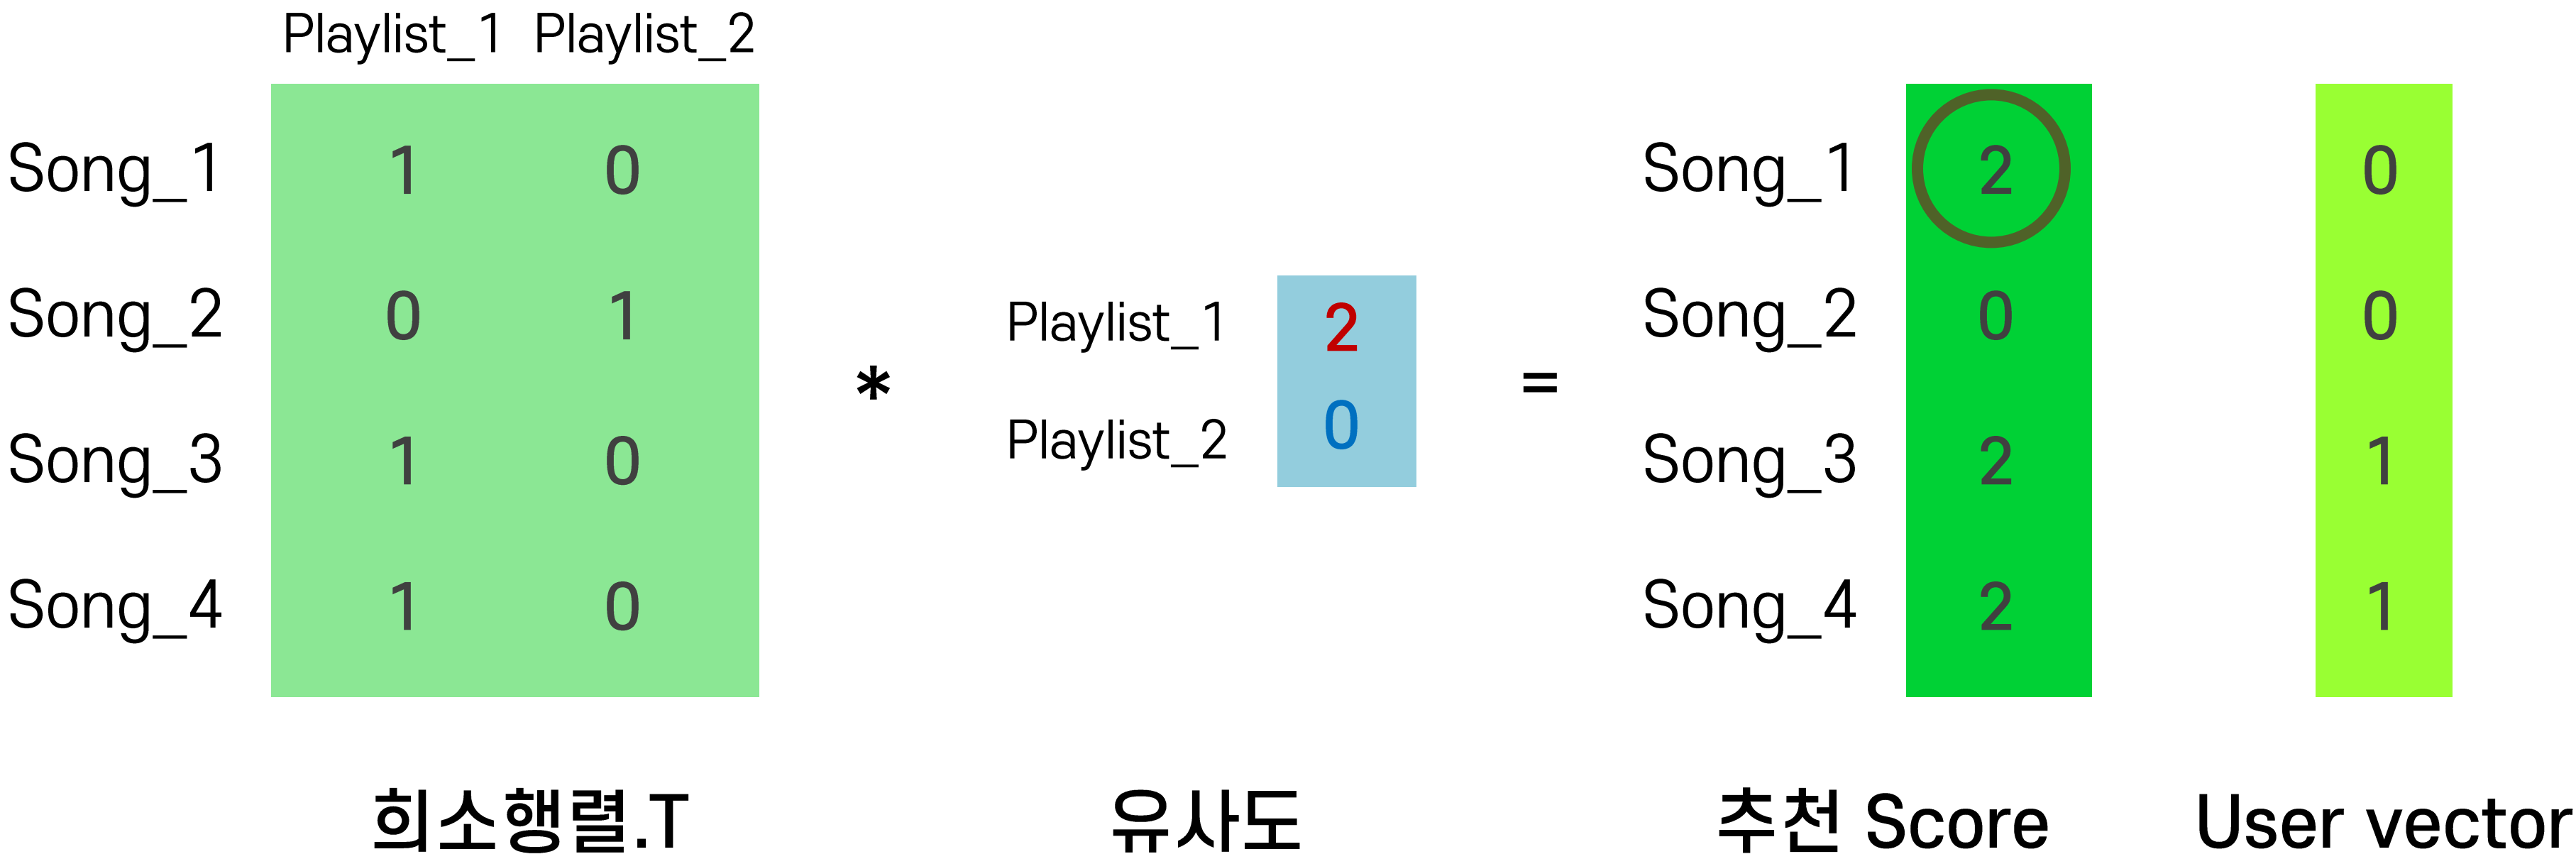 Playlist_1 Playlist_2
Song_1 1 0
Song_2 0 1
Song_3 1 0
Song_4 1 0
*
Playlist_1 2
Playlist_2 0
=
Song_1 2 0
Song_2 0 0
Song_3 2 1
Song_4 2 1
희소행렬.T 유사도 추천 Score User vector